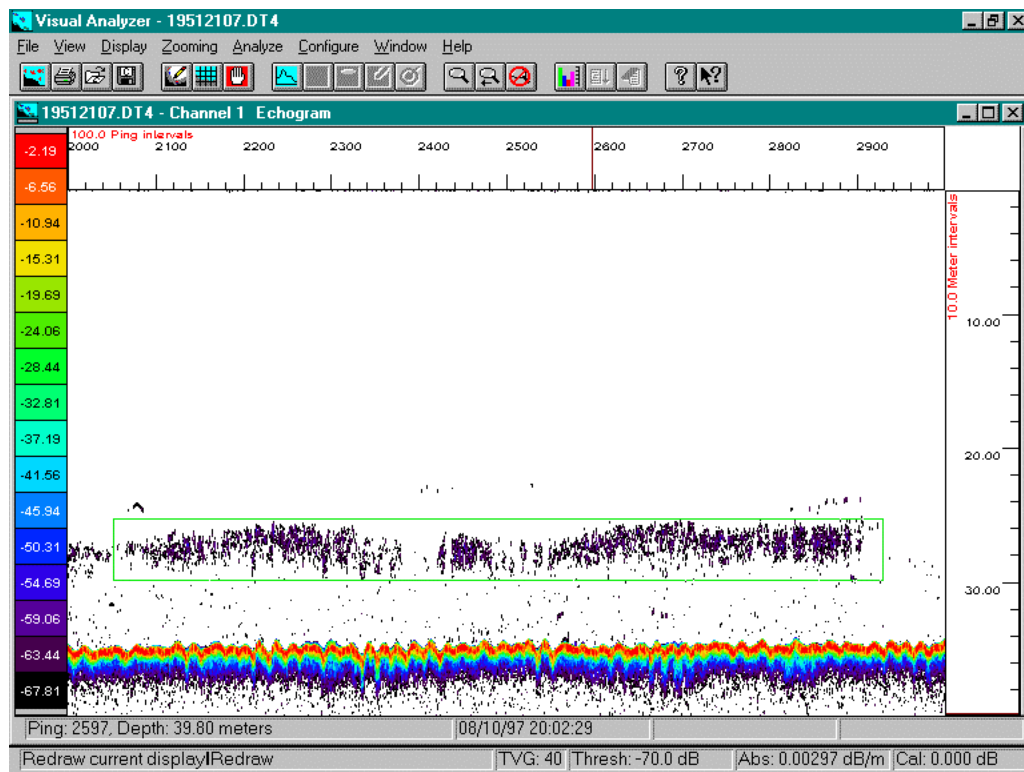 Visual Analyzer - 19512107.DT4
File View Display Zooming Analyze Configure Window Help
19512107.DT4 - Channel 1 Echogram
100.0 Ping intervals
2000 2100 2200 2300 2400 2500 2600 2700 2800 2900
-2.19
-6.56
-10.94
-15.31
-19.69
-24.06
-28.44
-32.81
-37.19
-41.56
-45.94
-50.31
-54.69
-59.06
-63.44
-67.81
10.0 Meter intervals
10.00
20.00
30.00
Ping: 2597, Depth: 39.80 meters 08/10/97 20:02:29
Redraw current display|Redraw TVG: 40 Thresh: -70.0 dB Abs: 0.00297 dB/m Cal: 0.000 dB